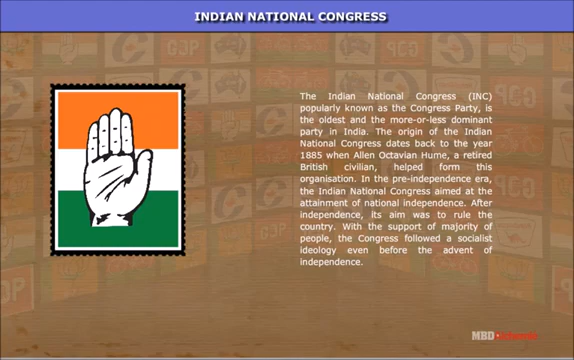 INDIAN NATIONAL CONGRESS
The Indian National Congress (INC)
popularly known as the Congress Party, is
the oldest and the more-or-less dominant
party in India. The origin of the Indian
National Congress dates back to the year
1885 when Allen Octavian Hume, a retired
British civilian, helped form this
organisation. In the pre-independence era,
the Indian National Congress aimed at the
attainment of national independence. After
independence, its aim was to rule the
country. With the support of majority of
people, the Congress followed a socialist
ideology even before the advent of
independence.
MBD